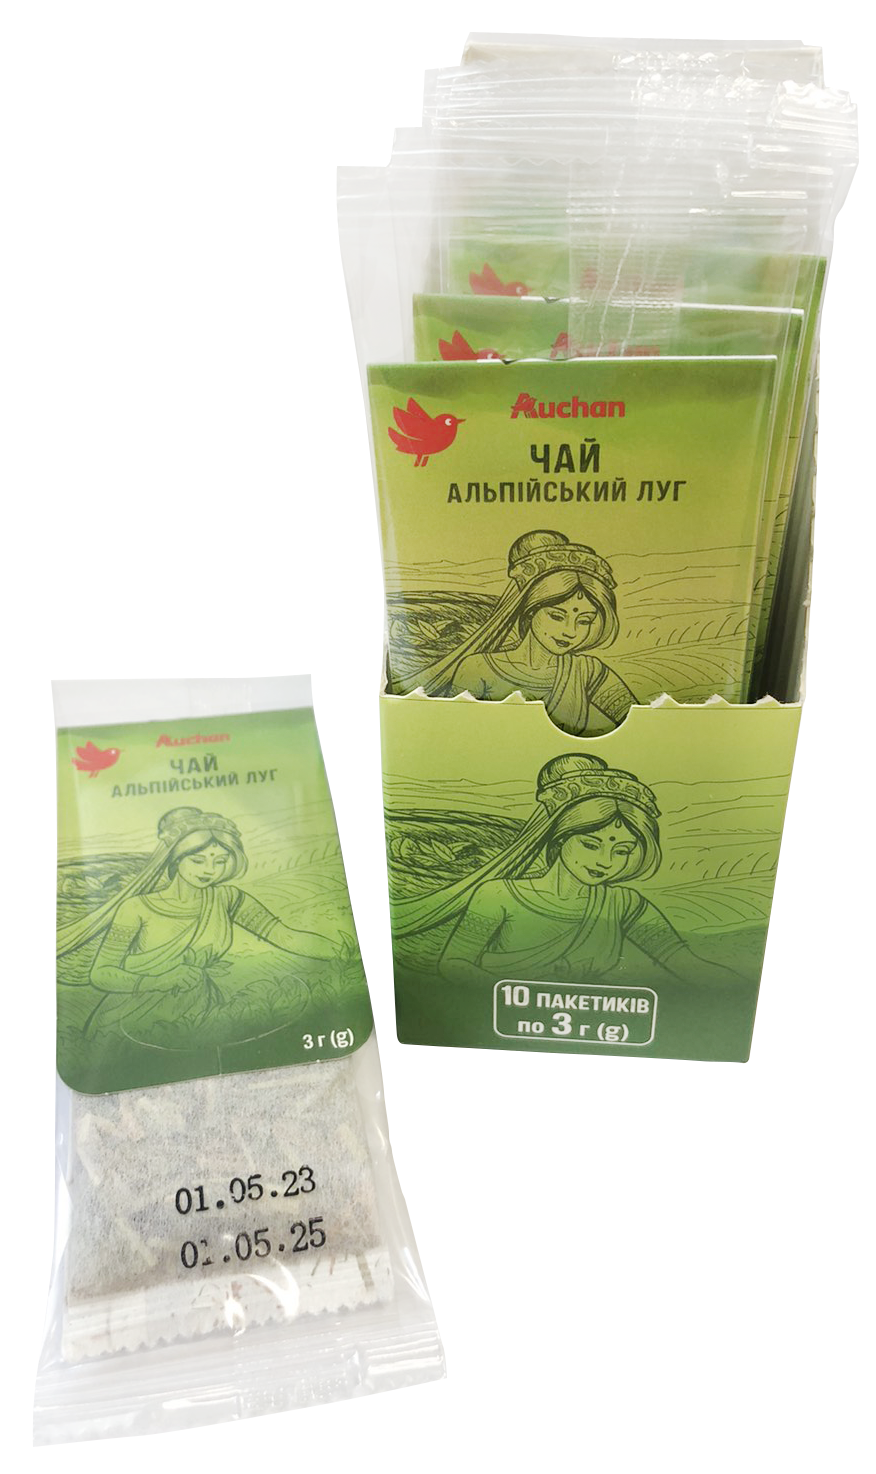 Auchan
ЧАЙ
АЛЬПІЙСЬКИЙ ЛУГ
10 ПАКЕТИКІВ
по 3 г (g)
Auchan
ЧАЙ
АЛЬПІЙСЬКИЙ ЛУГ
3 г (g)
01.05.23
01.05.25